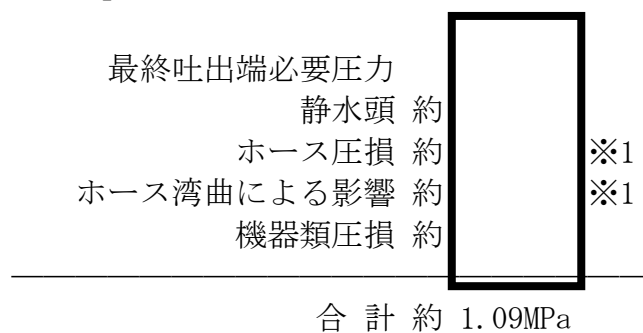 最終吐出端必要圧力
静水頭 約
ホース圧損 約 ※1
ホース湾曲による影響 約 ※1
機器類圧損 約
合 計 約 1.09MPa